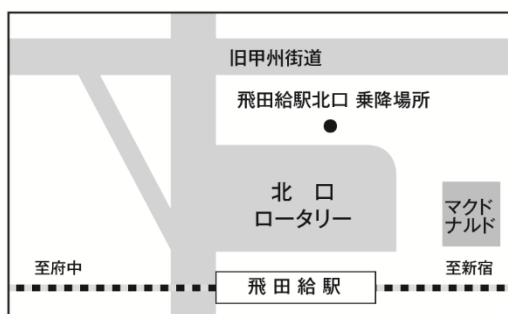 旧甲州街道
飛田給駅北口 乗降場所
北 口
ロータリー
マクド
ナルド
至府中
至新宿
飛田給駅